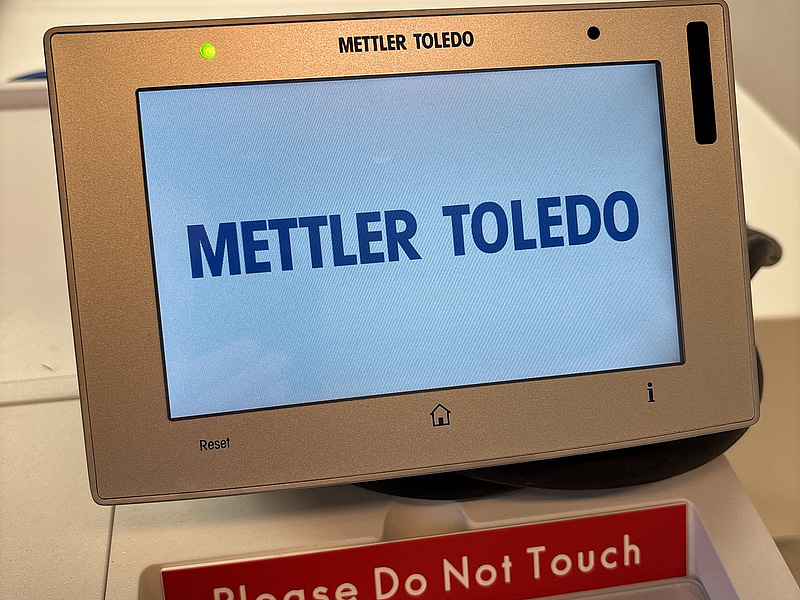 METTLER TOLEDO
METTLER TOLEDO
Reset
i
Please Do Not Touch